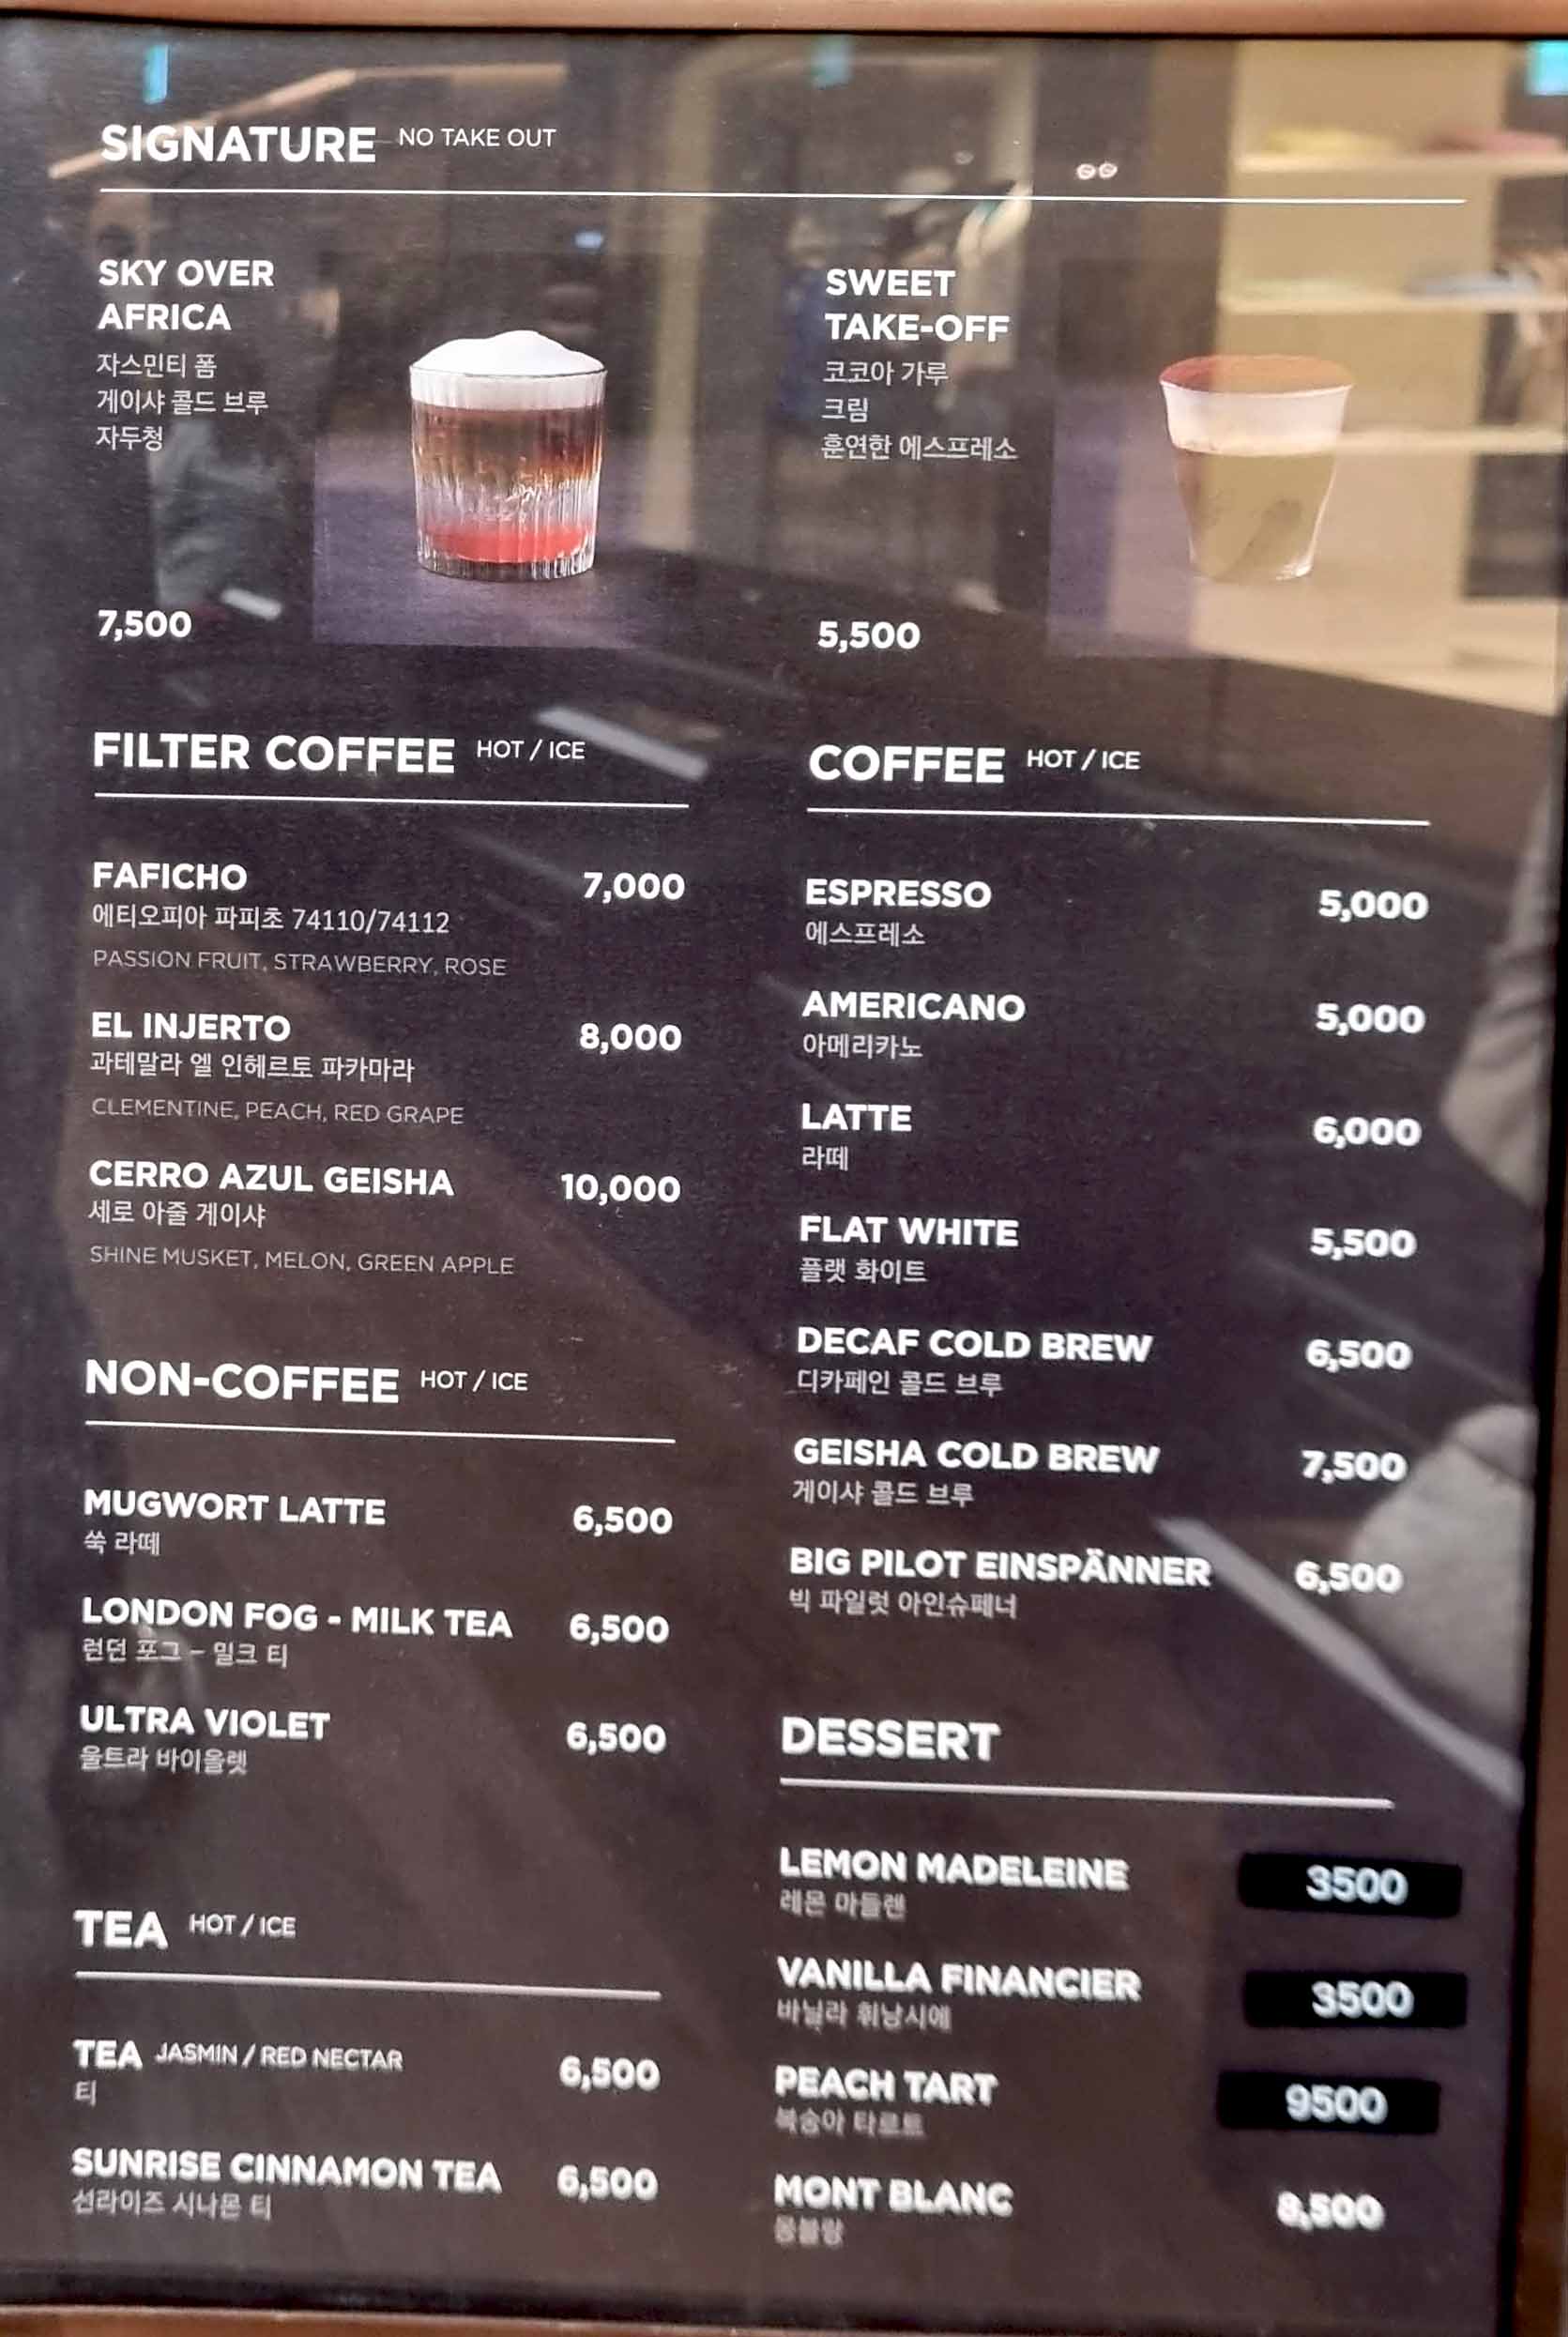 SIGNATURE NO TAKE OUT
SKY OVER
AFRICA
자스민티 폼
게이샤 콜드 브루
자두청
7,500
SWEET
TAKE-OFF
코코아 가루
크림
훈연한 에스프레소
5,500
FILTER COFFEE HOT / ICE
FAFICHO 7,000
에티오피아 파피초 74110/74112
PASSION FRUIT, STRAWBERRY, ROSE
EL INJERTO 8,000
과테말라 엘 인헤르토 파카마라
CLEMENTINE, PEACH, RED GRAPE
CERRO AZUL GEISHA 10,000
세로 아줄 게이샤
SHINE MUSKET, MELON, GREEN APPLE
NON-COFFEE HOT / ICE
MUGWORT LATTE 6,500
쑥 라떼
LONDON FOG - MILK TEA 6,500
런던 포그 – 밀크 티
ULTRA VIOLET 6,500
울트라 바이올렛
TEA HOT / ICE
TEA JASMIN / RED NECTAR 6,500
티
SUNRISE CINNAMON TEA 6,500
선라이즈 시나몬 티
COFFEE HOT / ICE
ESPRESSO 5,000
에스프레소
AMERICANO 5,000
아메리카노
LATTE 6,000
라떼
FLAT WHITE 5,500
플랫 화이트
DECAF COLD BREW 6,500
디카페인 콜드 브루
GEISHA COLD BREW 7,500
게이샤 콜드 브루
BIG PILOT EINSPÄNNER 6,500
빅 파일럿 아인슈페너
DESSERT
LEMON MADELEINE 3500
레몬 마들렌
VANILLA FINANCIER 3500
바닐라 휘낭시에
PEACH TART 9500
복숭아 타르트
MONT BLANC 8,500
몽블랑